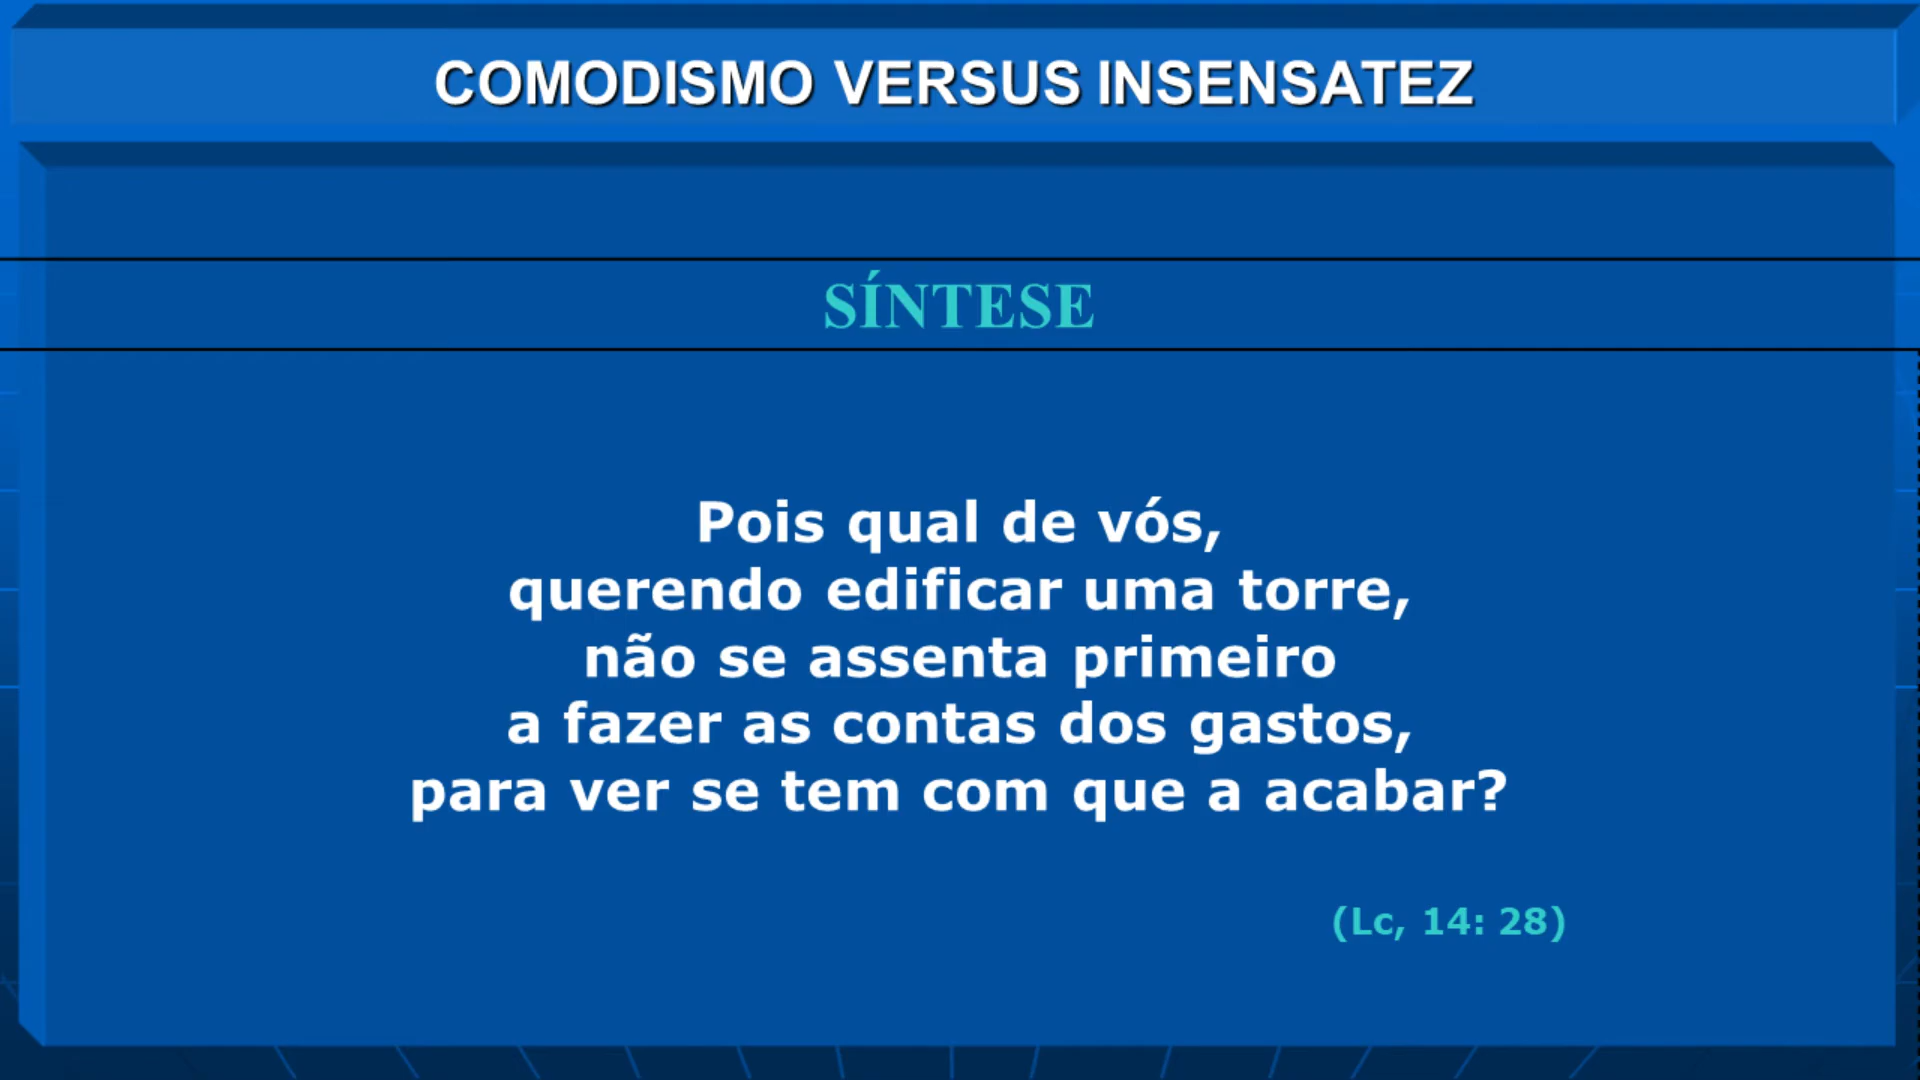 COMODISMO VERSUS INSENSATEZ
SÍNTESE
Pois qual de vós,
querendo edificar uma torre,
não se assenta primeiro
a fazer as contas dos gastos,
para ver se tem com que a acabar?
(Lc, 14: 28)